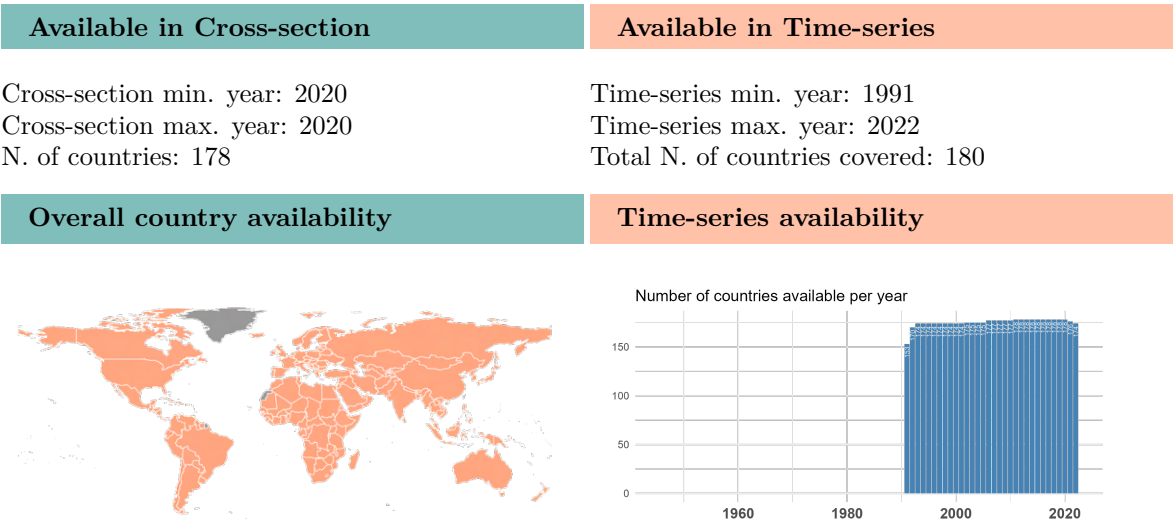 Available in Cross-section
Available in Time-series
Cross-section min. year: 2020
Cross-section max. year: 2020
N. of countries: 178
Time-series min. year: 1991
Time-series max. year: 2022
Total N. of countries covered: 180
Overall country availability
Time-series availability
Number of countries available per year
150
100
50
0
1960
1980
2000
2020